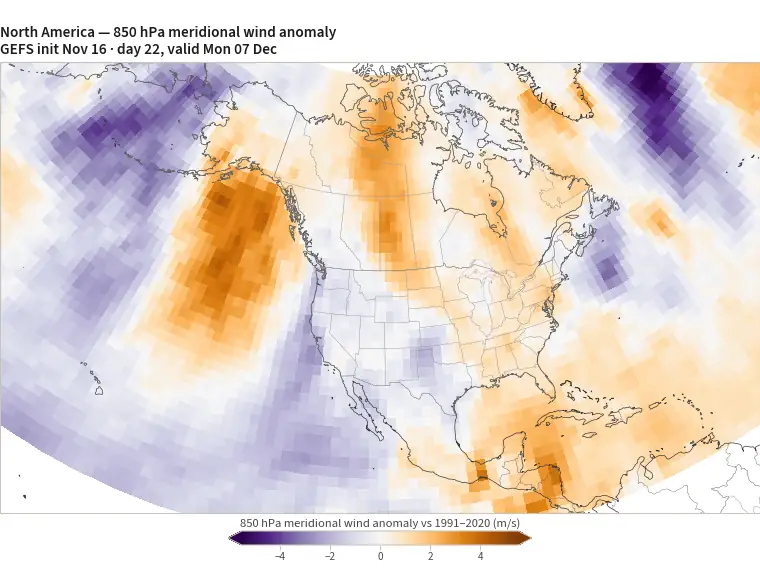 North America — 850 hPa meridional wind anomaly
GEFS init Nov 16 · day 22, valid Mon 07 Dec
850 hPa meridional wind anomaly vs 1991–2020 (m/s)
−4 −2 0 2 4